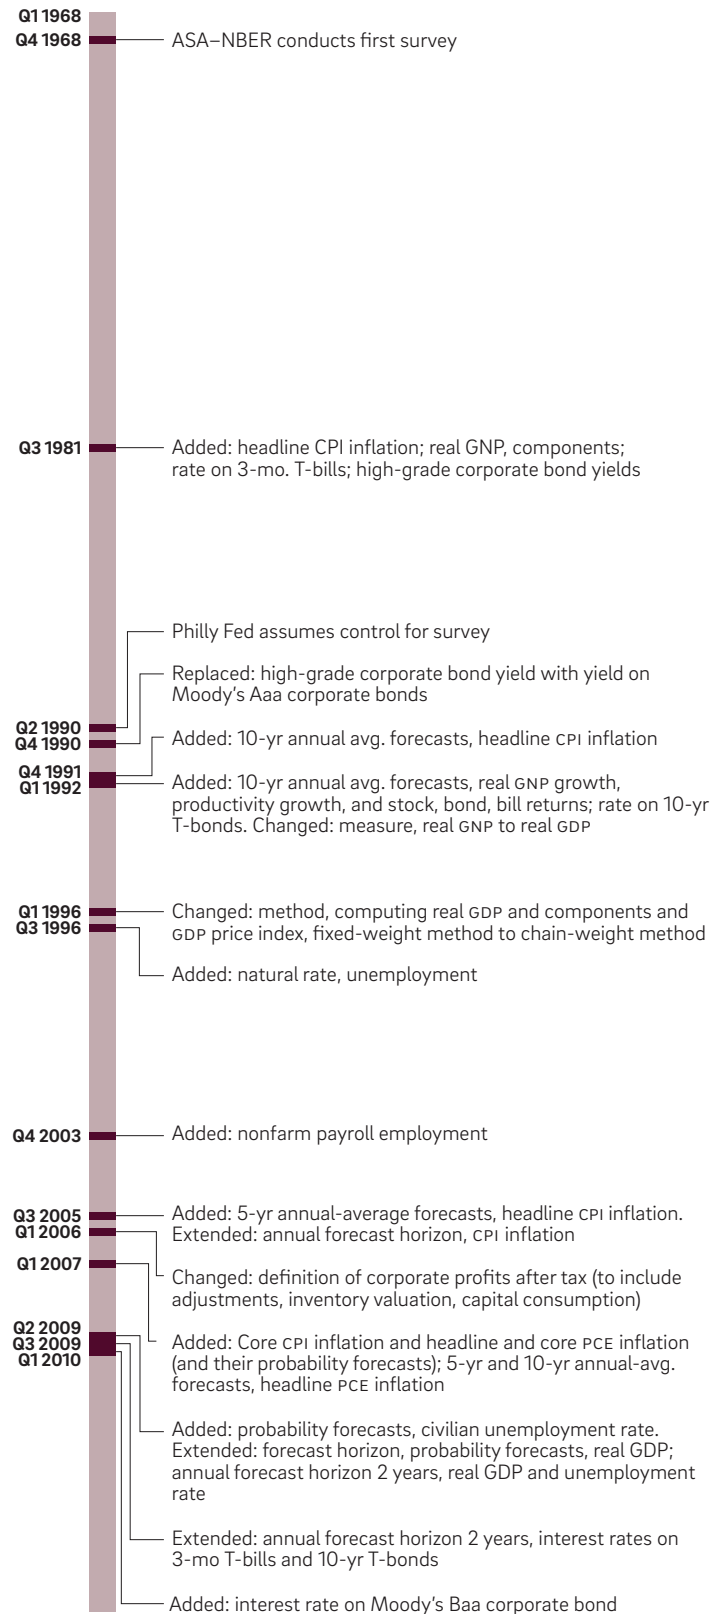 Q1 1968
Q4 1968
ASA–NBER conducts first survey
Q3 1981
Added: headline CPI inflation; real GNP, components;
rate on 3-mo. T-bills; high-grade corporate bond yields
Philly Fed assumes control for survey
Replaced: high-grade corporate bond yield with yield on
Moody’s Aaa corporate bonds
Q2 1990
Q4 1990
Added: 10-yr annual avg. forecasts, headline CPI inflation
Q4 1991
Q1 1992
Added: 10-yr annual avg. forecasts, real GNP growth,
productivity growth, and stock, bond, bill returns; rate on 10-yr
T-bonds. Changed: measure, real GNP to real GDP
Q1 1996
Changed: method, computing real GDP and components and
GDP price index, fixed-weight method to chain-weight method
Q3 1996
Added: natural rate, unemployment
Q4 2003
Added: nonfarm payroll employment
Q3 2005
Added: 5-yr annual-average forecasts, headline CPI inflation.
Extended: annual forecast horizon, CPI inflation
Q1 2006
Q1 2007
Changed: definition of corporate profits after tax (to include
adjustments, inventory valuation, capital consumption)
Q2 2009
Q3 2009
Q1 2010
Added: Core CPI inflation and headline and core PCE inflation
(and their probability forecasts); 5-yr and 10-yr annual-avg.
forecasts, headline PCE inflation
Added: probability forecasts, civilian unemployment rate.
Extended: forecast horizon, probability forecasts, real GDP;
annual forecast horizon 2 years, real GDP and unemployment
rate
Extended: annual forecast horizon 2 years, interest rates on
3-mo T-bills and 10-yr T-bonds
Added: interest rate on Moody’s Baa corporate bond